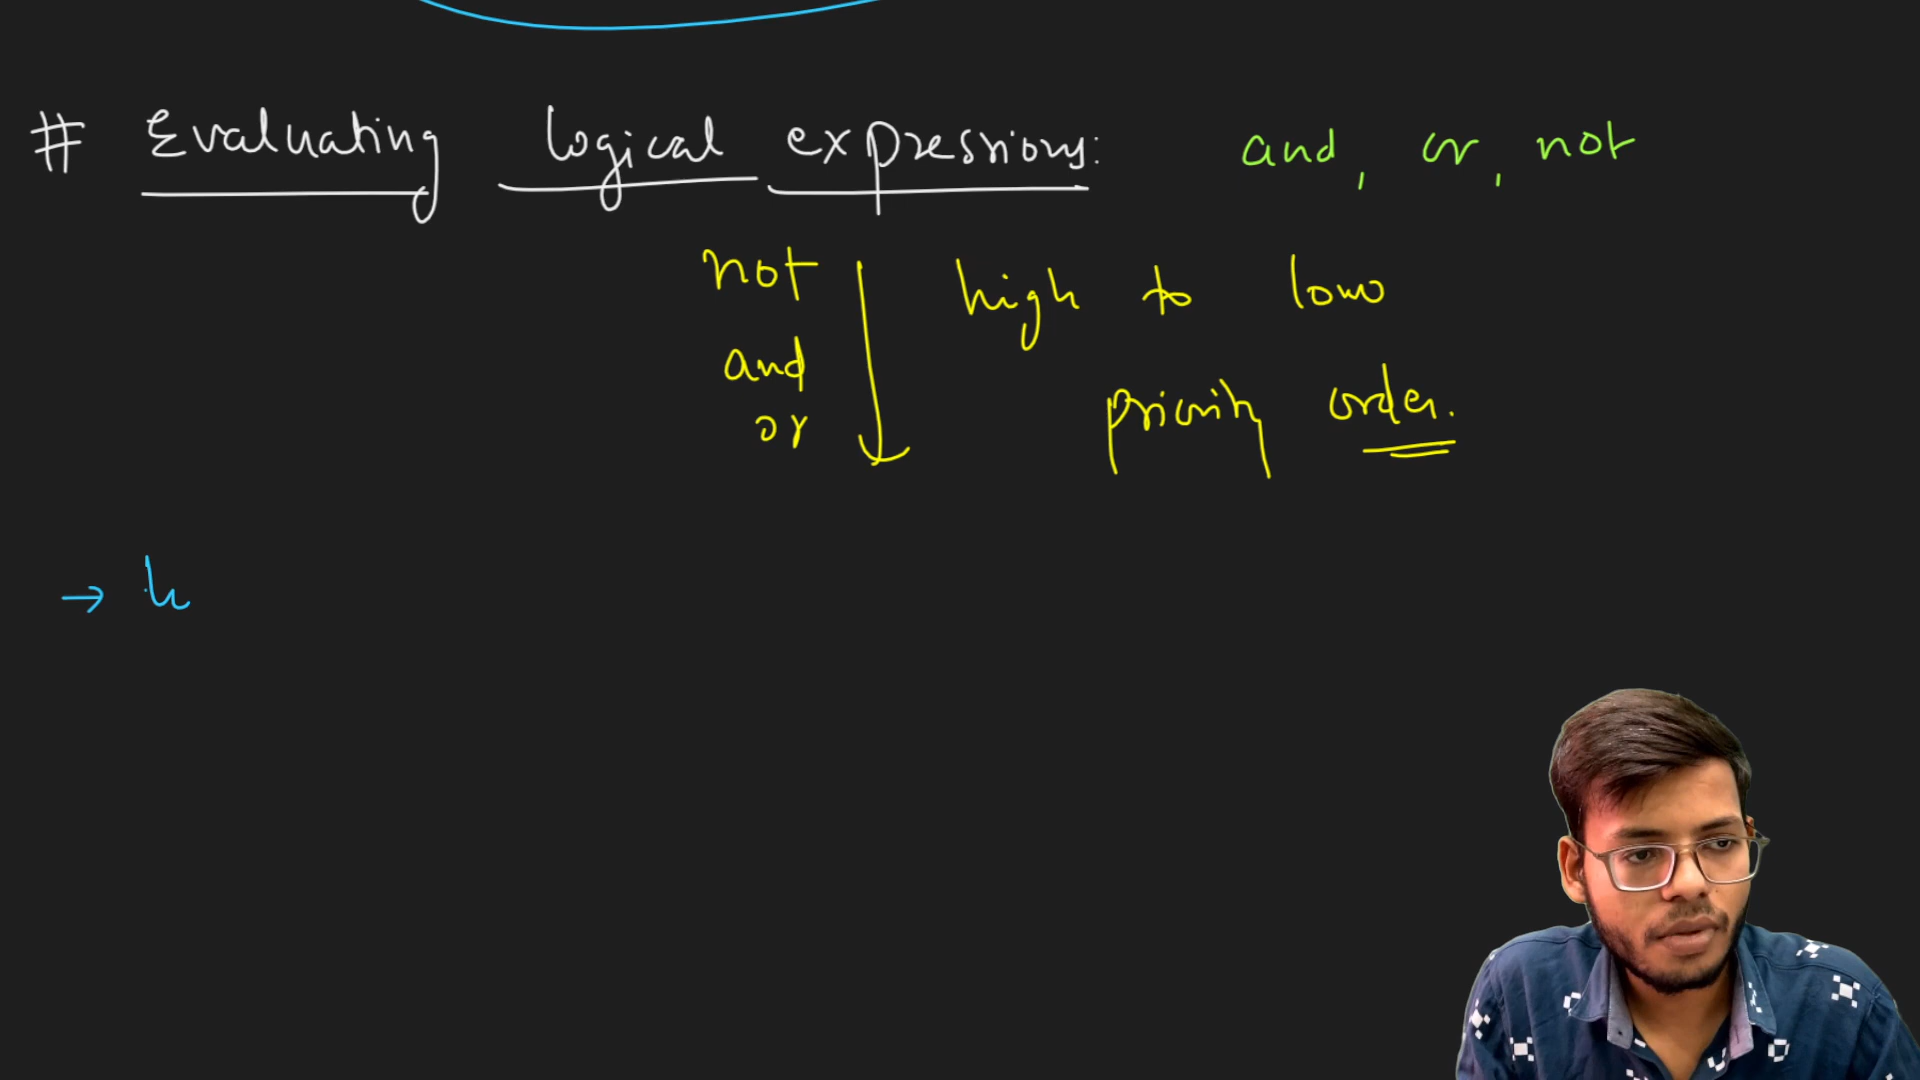 # Evaluating logical expressions: and, or, not
not high to low
and priority order.
or
→